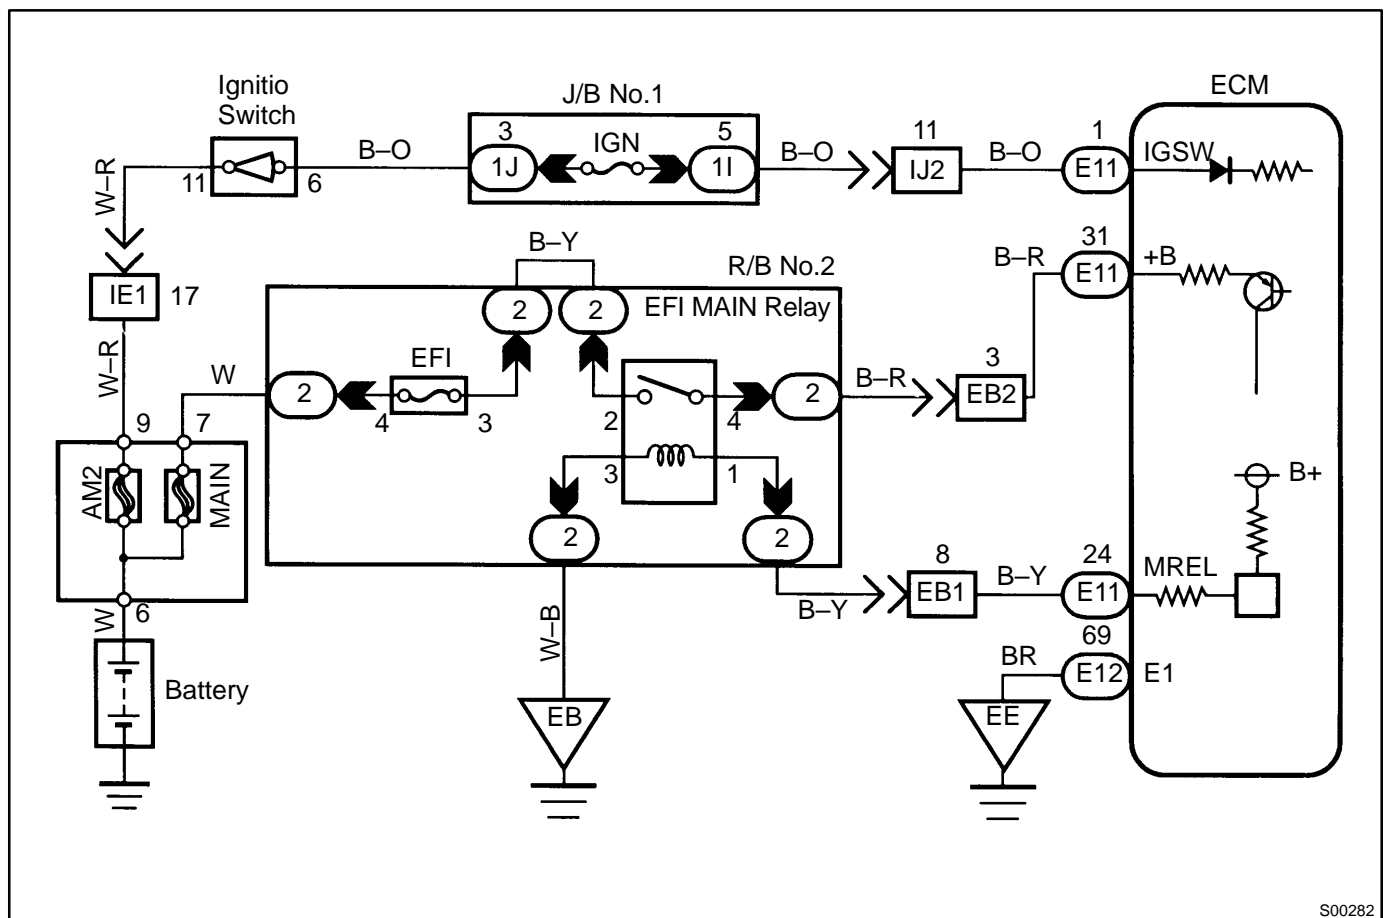 Ignitio
Switch
J/B No.1
ECM
3
IGN
5
11
1
W–R
11
6
B–O
1J
1I
B–O
IJ2
B–O
E11
IGSW
B–Y
31
IE1
17
R/B No.2
B–R
E11
+B
2
2
EFI MAIN Relay
W–R
W
EFI
3
2
4
3
2
4
2
B–R
EB2
9
7
3
1
B+
AM2
MAIN
2
2
8
24
W
6
B–Y
EB1
B–Y
E11
MREL
W–B
69
Battery
BR
E12
E1
EB
EE
S00282